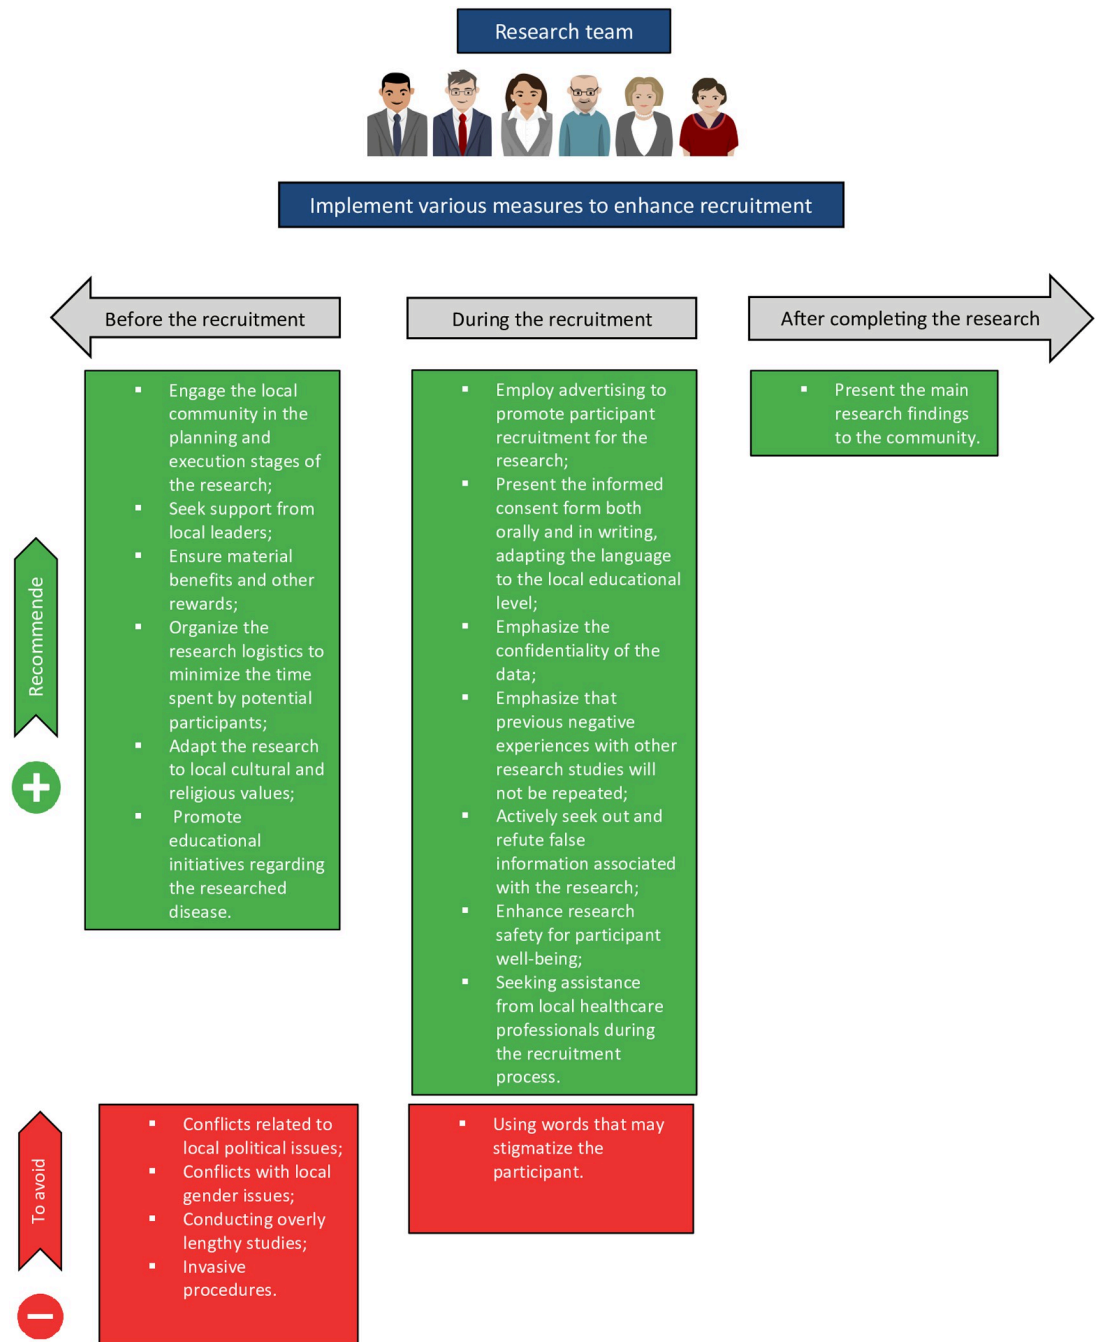 Research team
Implement various measures to enhance recruitment
Before the recruitment
During the recruitment
After completing the research
▪ Engage the local
community in the
planning and
execution stages of
the research;
▪ Seek support from
local leaders;
▪ Ensure material
benefits and other
rewards;
▪ Organize the
research logistics to
minimize the time
spent by potential
participants;
▪ Adapt the research
to local cultural and
religious values;
▪ Promote
educational
initiatives regarding
the researched
disease.
▪ Employ advertising to
promote participant
recruitment for the
research;
▪ Present the informed
consent form both
orally and in writing,
adapting the language
to the local educational
level;
▪ Emphasize the
confidentiality of the
data;
▪ Emphasize that
previous negative
experiences with other
research studies will
not be repeated;
▪ Actively seek out and
refute false
information associated
with the research;
▪ Enhance research
safety for participant
well-being;
▪ Seeking assistance
from local healthcare
professionals during
the recruitment
process.
▪ Present the main
research findings
to the community.
Recommende
▪ Conflicts related to
local political issues;
▪ Conflicts with local
gender issues;
▪ Conducting overly
lengthy studies;
▪ Invasive
procedures.
▪ Using words that may
stigmatize the
participant.
To avoid